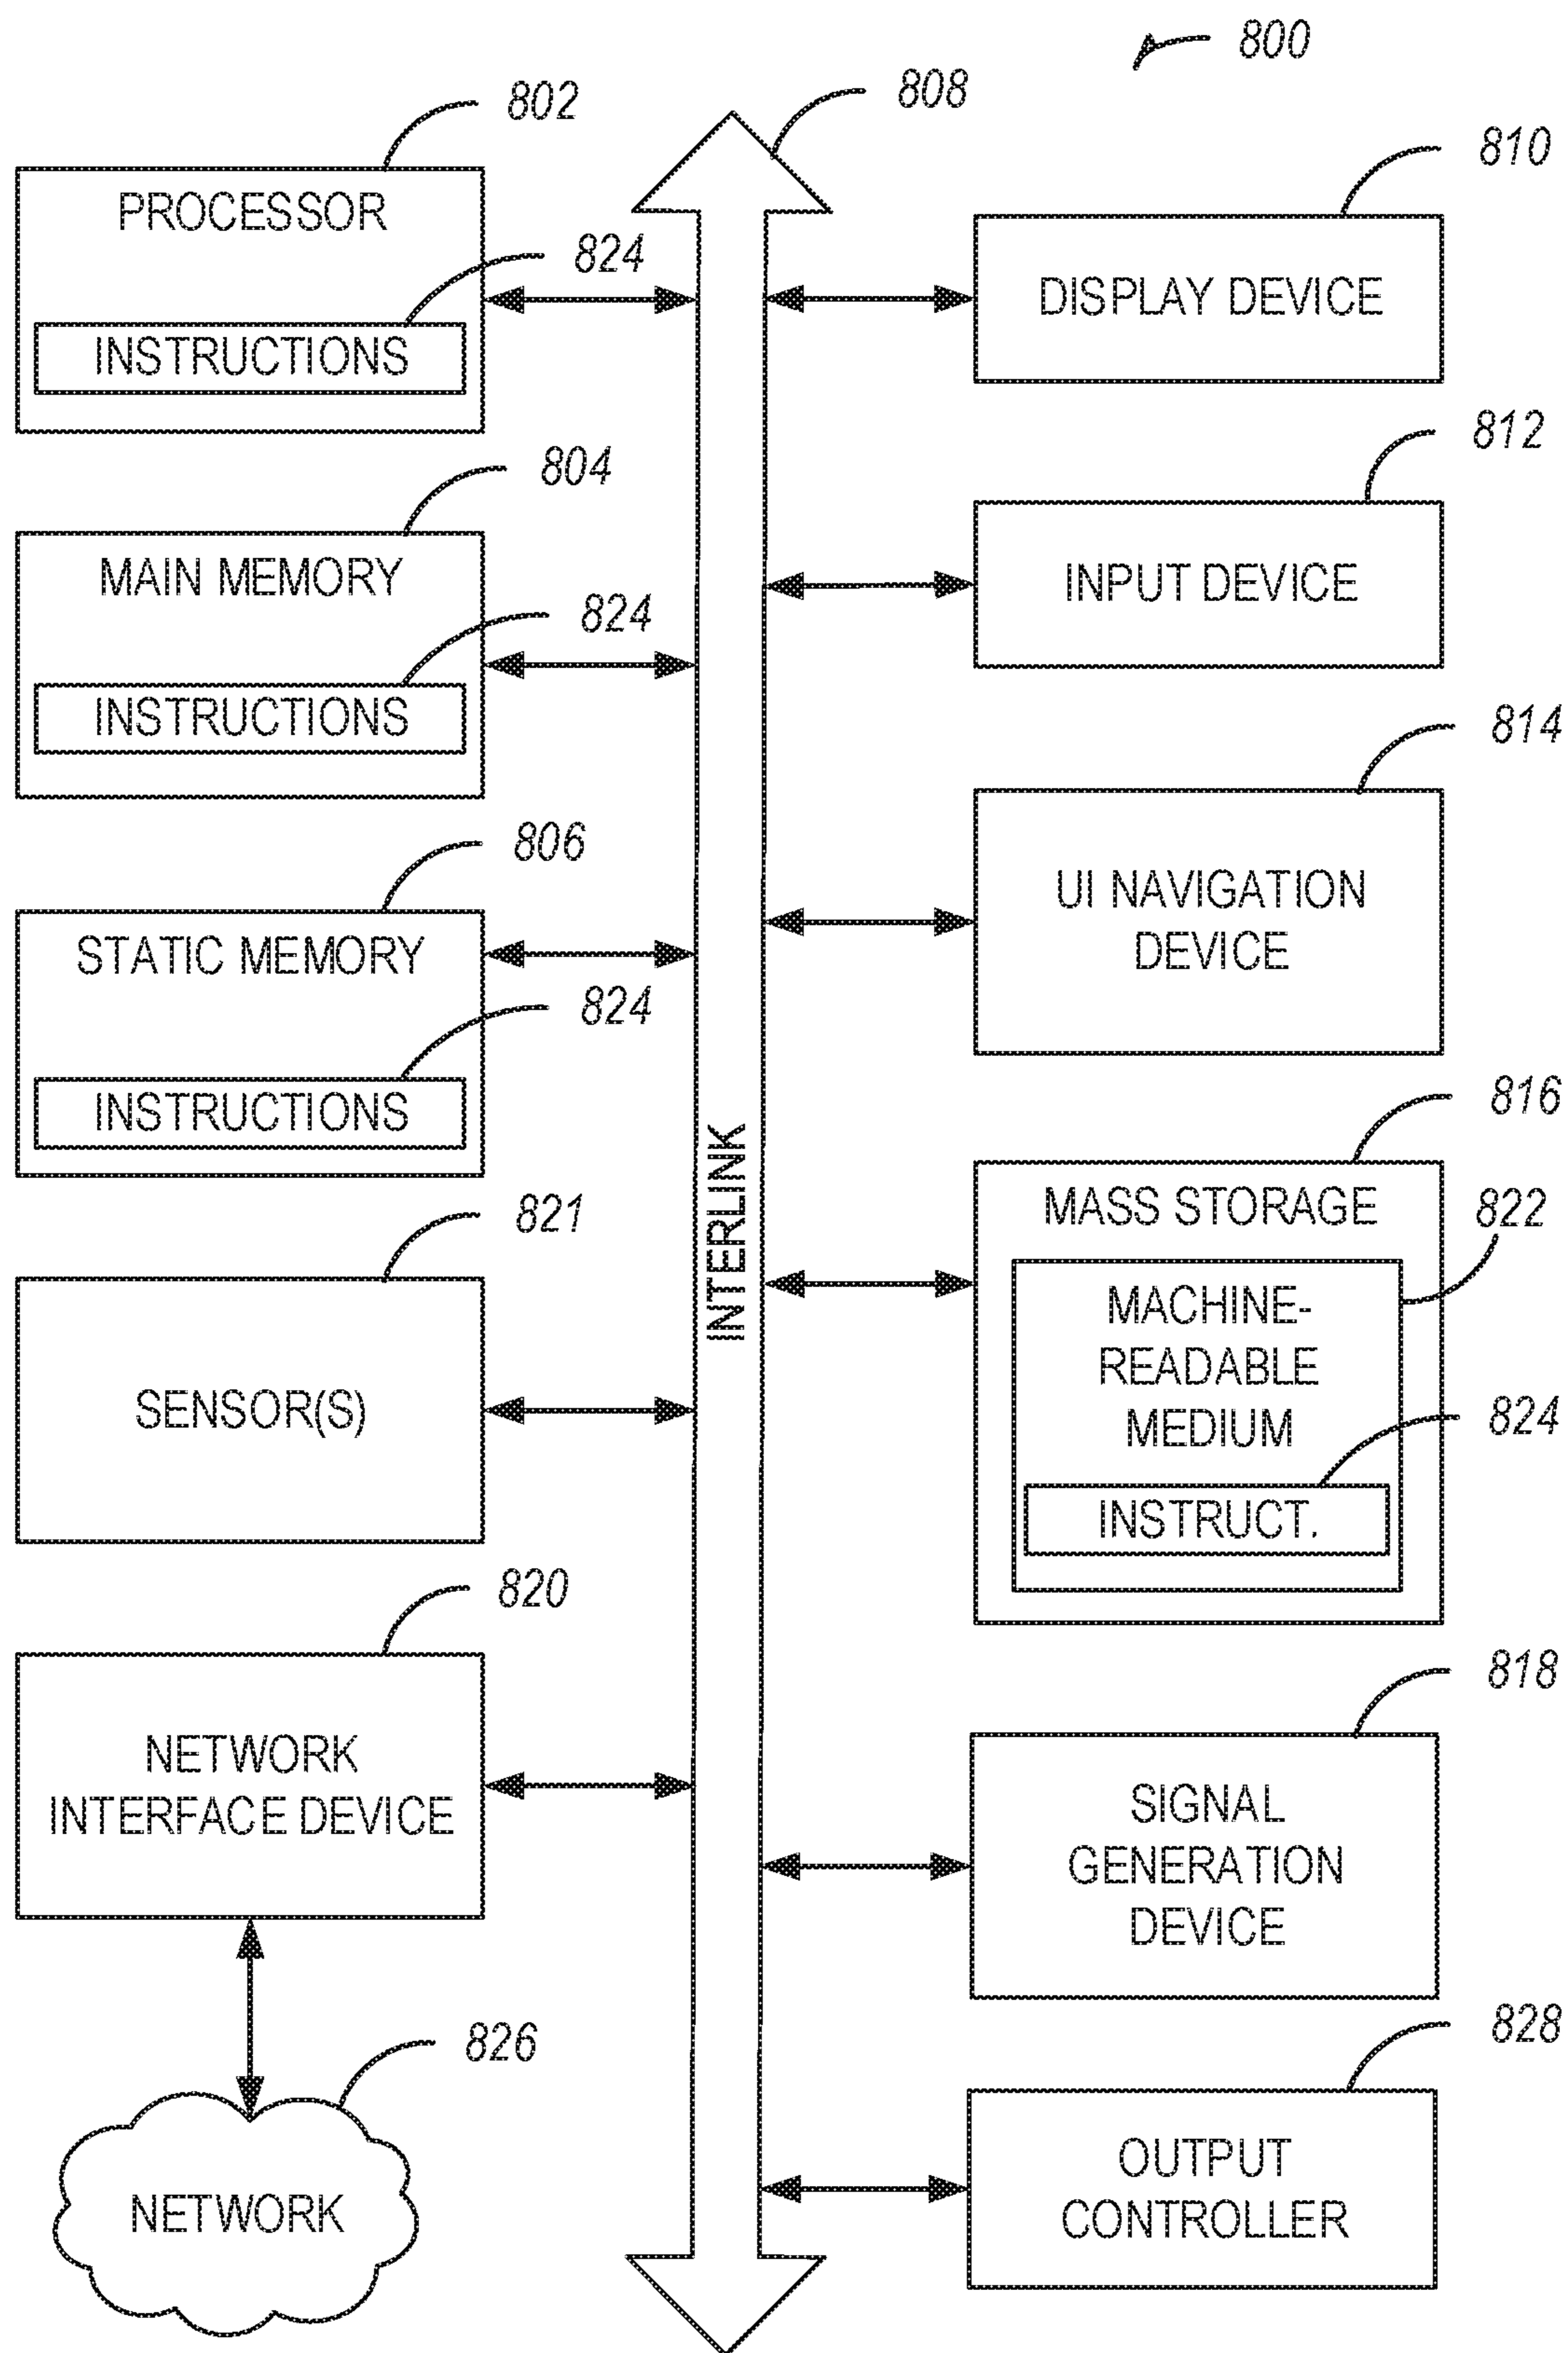 800
808
802
PROCESSOR
824
INSTRUCTIONS
804
MAIN MEMORY
824
INSTRUCTIONS
806
STATIC MEMORY
824
INSTRUCTIONS
821
SENSOR(S)
820
NETWORK
INTERFACE DEVICE
826
NETWORK
INTERLINK
810
DISPLAY DEVICE
812
INPUT DEVICE
814
UI NAVIGATION
DEVICE
816
MASS STORAGE
822
MACHINE-
READABLE
MEDIUM
824
INSTRUCT.
818
SIGNAL
GENERATION
DEVICE
828
OUTPUT
CONTROLLER